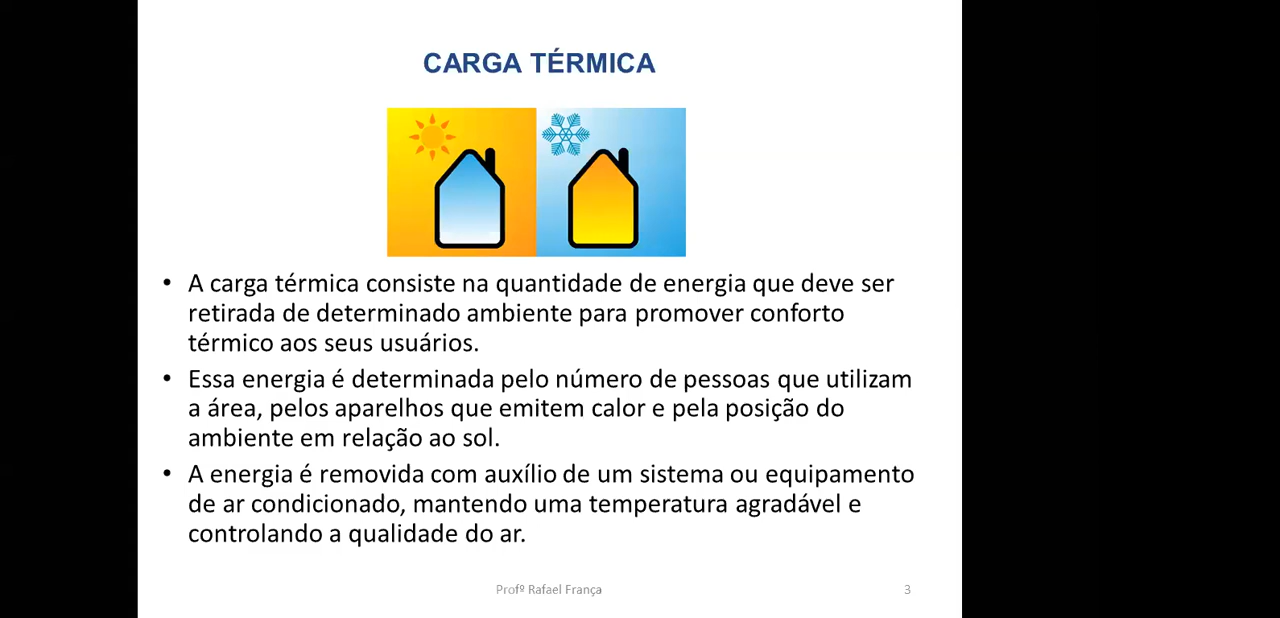 CARGA TÉRMICA
• A carga térmica consiste na quantidade de energia que deve ser
retirada de determinado ambiente para promover conforto
térmico aos seus usuários.
• Essa energia é determinada pelo número de pessoas que utilizam
a área, pelos aparelhos que emitem calor e pela posição do
ambiente em relação ao sol.
• A energia é removida com auxílio de um sistema ou equipamento
de ar condicionado, mantendo uma temperatura agradável e
controlando a qualidade do ar.
Profº Rafael França
3